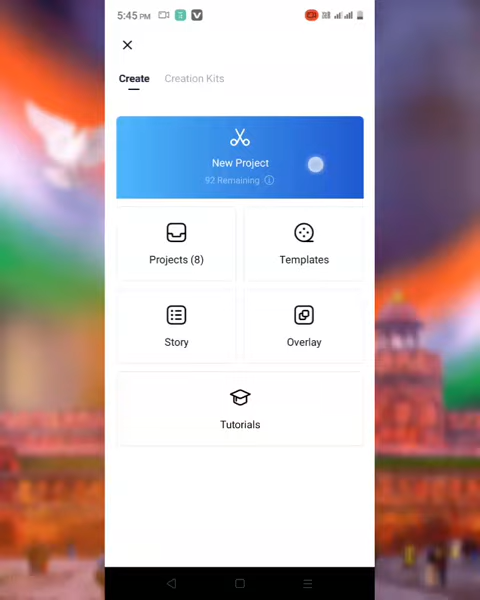 5:45 PM
Create Creation Kits
New Project
92 Remaining
Projects (8) Templates
Story Overlay
Tutorials